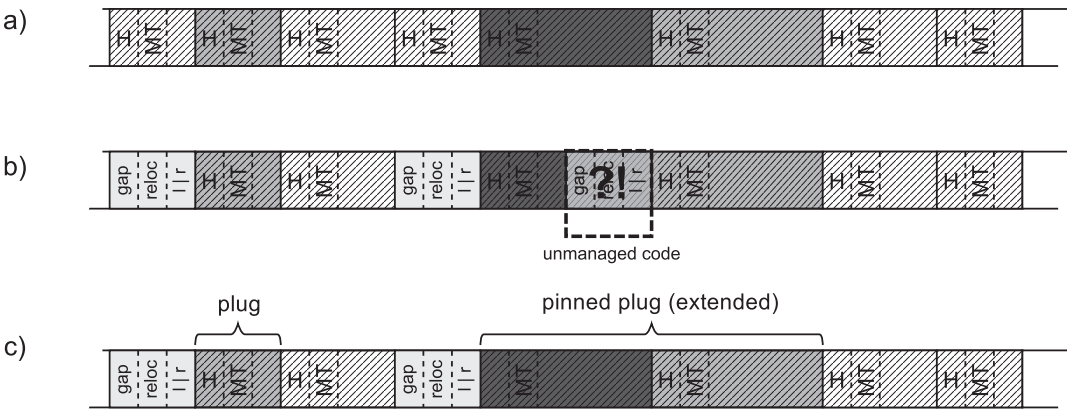 a) H MT H MT H MT H MT H MT H MT H MT H MT
b) gap reloc l|r H MT H MT gap reloc l|r H MT gap reloc l|r ?! H MT H MT H MT
unmanaged code
plug pinned plug (extended)
c) gap reloc l|r H MT H MT gap reloc l|r MT H MT H MT H MT